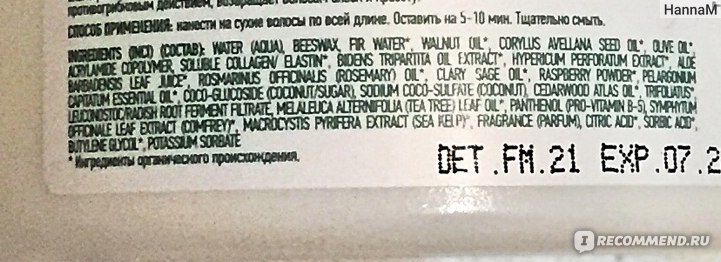 HannaM
противогрибковым действием, возвращает волосам
СПОСОБ ПРИМЕНЕНИЯ: нанести на сухие волосы по всей длине. Оставить на 5-10 мин. Тщательно смыть.
INGREDIENTS (INCI) (СОСТАВ): WATER (AQUA), BEESWAX, FIR WATER*, WALNUT OIL*, CORYLUS AVELLANA SEED OIL*, OLIVE OIL*,
ACRYLAMIDE COPOLYMER, SOLUBLE COLLAGEN/ ELASTIN*, BIDENS TRIPARTITA OIL EXTRACT*, HYPERICUM PERFORATUM EXTRACT*, ALOE
BARBADENSIS LEAF JUICE*, ROSMARINUS OFFICINALIS (ROSEMARY) OIL*, CLARY SAGE OIL*, RASPBERRY POWDER*, PELARGONIUM
CAPITATUM ESSENTIAL OIL*, COCO-GLUCOSIDE (COCONUT/SUGAR), SODIUM COCO-SULFATE (COCONUT), CEDARWOOD ATLAS OIL*, TRIFOLIATUS,
LEUCONOSTOC/RADISH ROOT FERMENT FILTRATE, MELALEUCA ALTERNIFOLIA (TEA TREE) LEAF OIL*, PANTHENOL (PRO-VITAMIN B-5), SYMPHYTUM
OFFICINALE LEAF EXTRACT (COMFREY)*, MACROCYSTIS PYRIFERA EXTRACT (SEA KELP)*, FRAGRANCE (PARFUM), CITRIC ACID*, SORBIC ACID*,
BUTYLENE GLYCOL*, POTASSIUM SORBATE
* Ингредиенты органического происхождения.
DET.FM.21 EXP.07.2
I RECOMMEND.RU